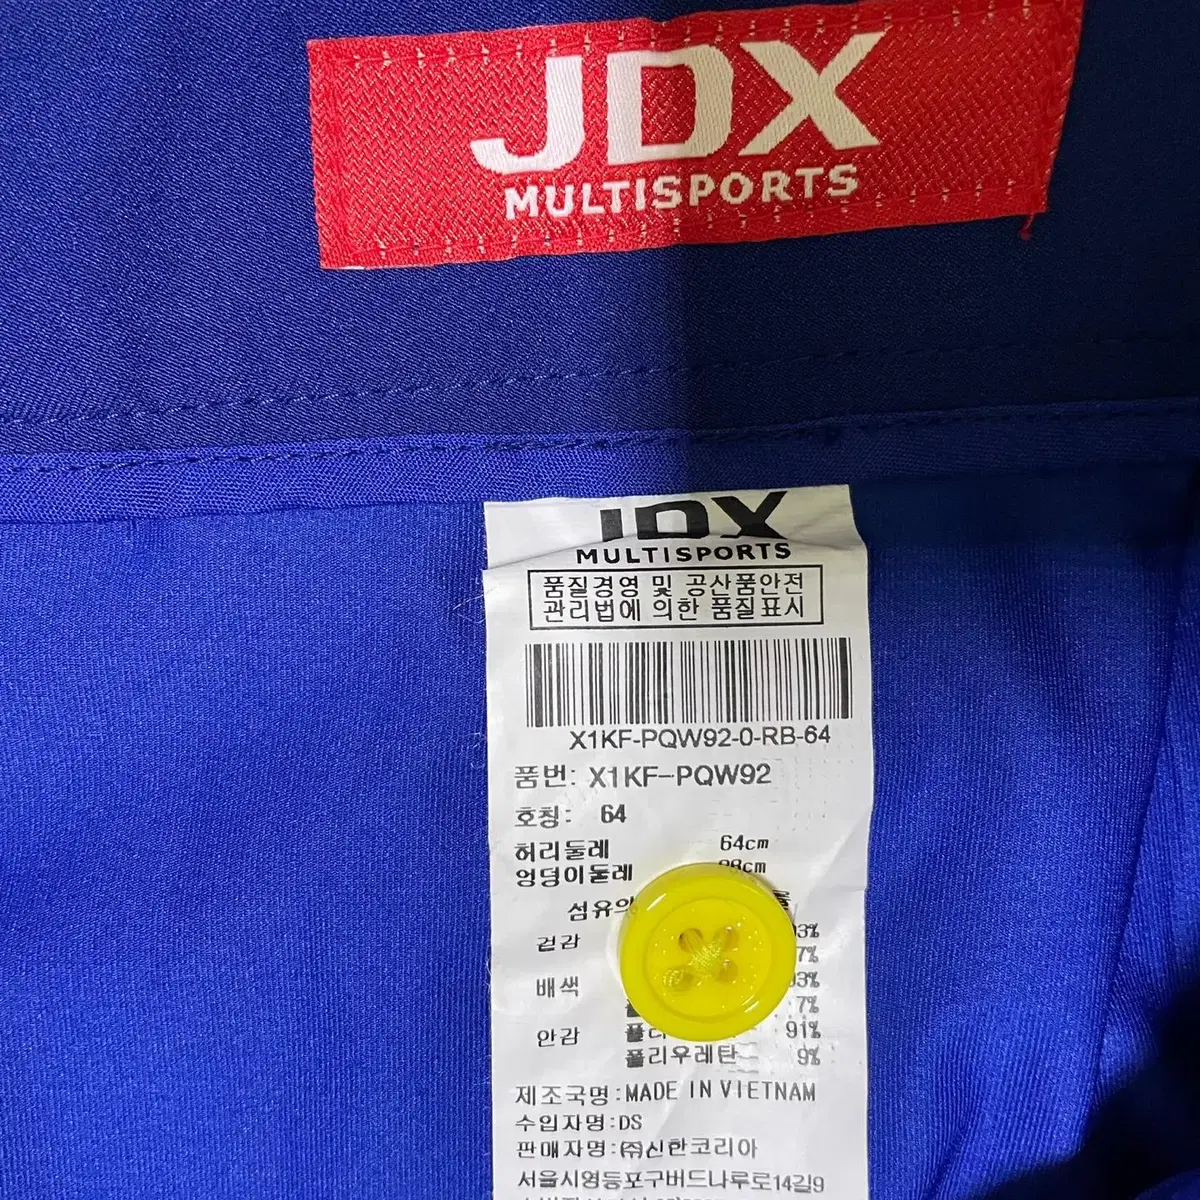 JDX
MULTISPORTS
JDX
MULTISPORTS
품질경영 및 공산품안전
관리법에 의한 품질표시
X1KF-PQW92-0-RB-64
품번: X1KF-PQW92
호칭: 64
허리둘레 64cm
엉덩이둘레
겉감
7%
배색
7%
안감 91%
폴리우레탄 9%
제조국명:MADE IN VIETNAM
수입자명:DS
판매자명:㈜신한코리아
서울시영등포구버드나루로14길9